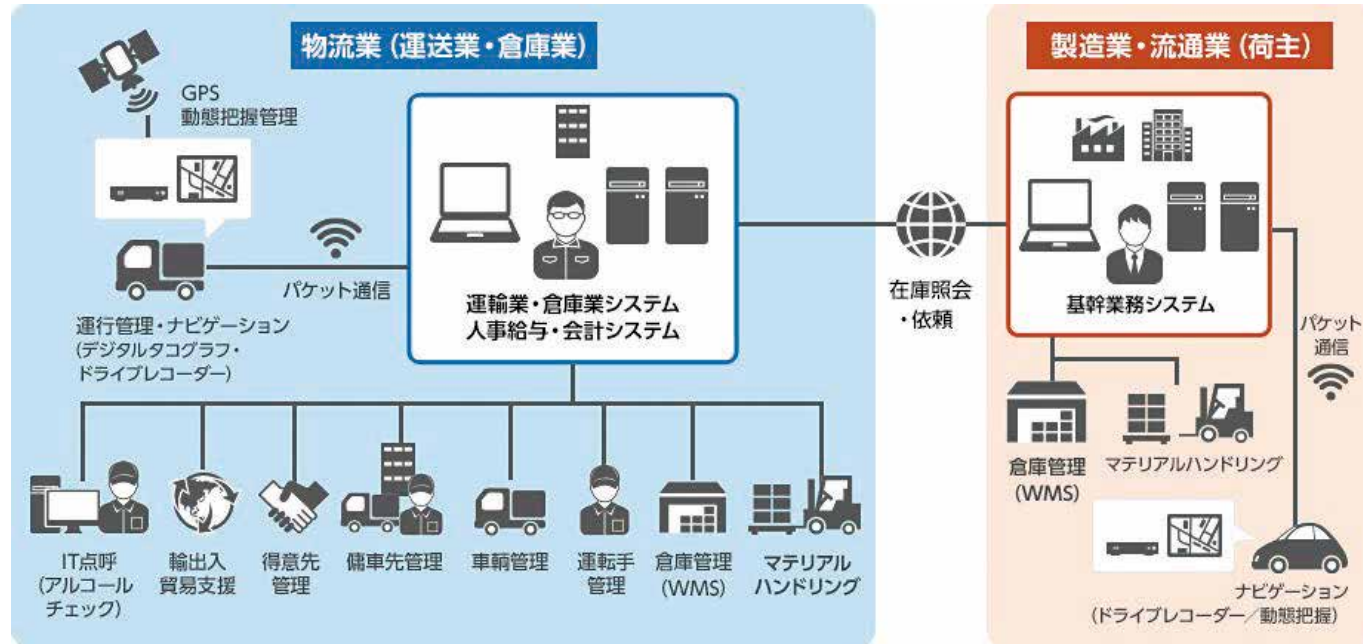 物流業(運送業・倉庫業)
GPS
動態把握管理
パケット通信
運行管理・ナビゲーション
(デジタルタコグラフ・
ドライブレコーダー)
運輸業・倉庫業システム
人事給与・会計システム
IT点呼
(アルコール
チェック)
輸出入
貿易支援
得意先
管理
傭車先管理
車輌管理
運転手
管理
倉庫管理
(WMS)
マテリアル
ハンドリング
在庫照会
・依頼
製造業・流通業(荷主)
基幹業務システム
パケット
通信
倉庫管理
(WMS)
マテリアルハンドリング
ナビゲーション
(ドライブレコーダー/動態把握)